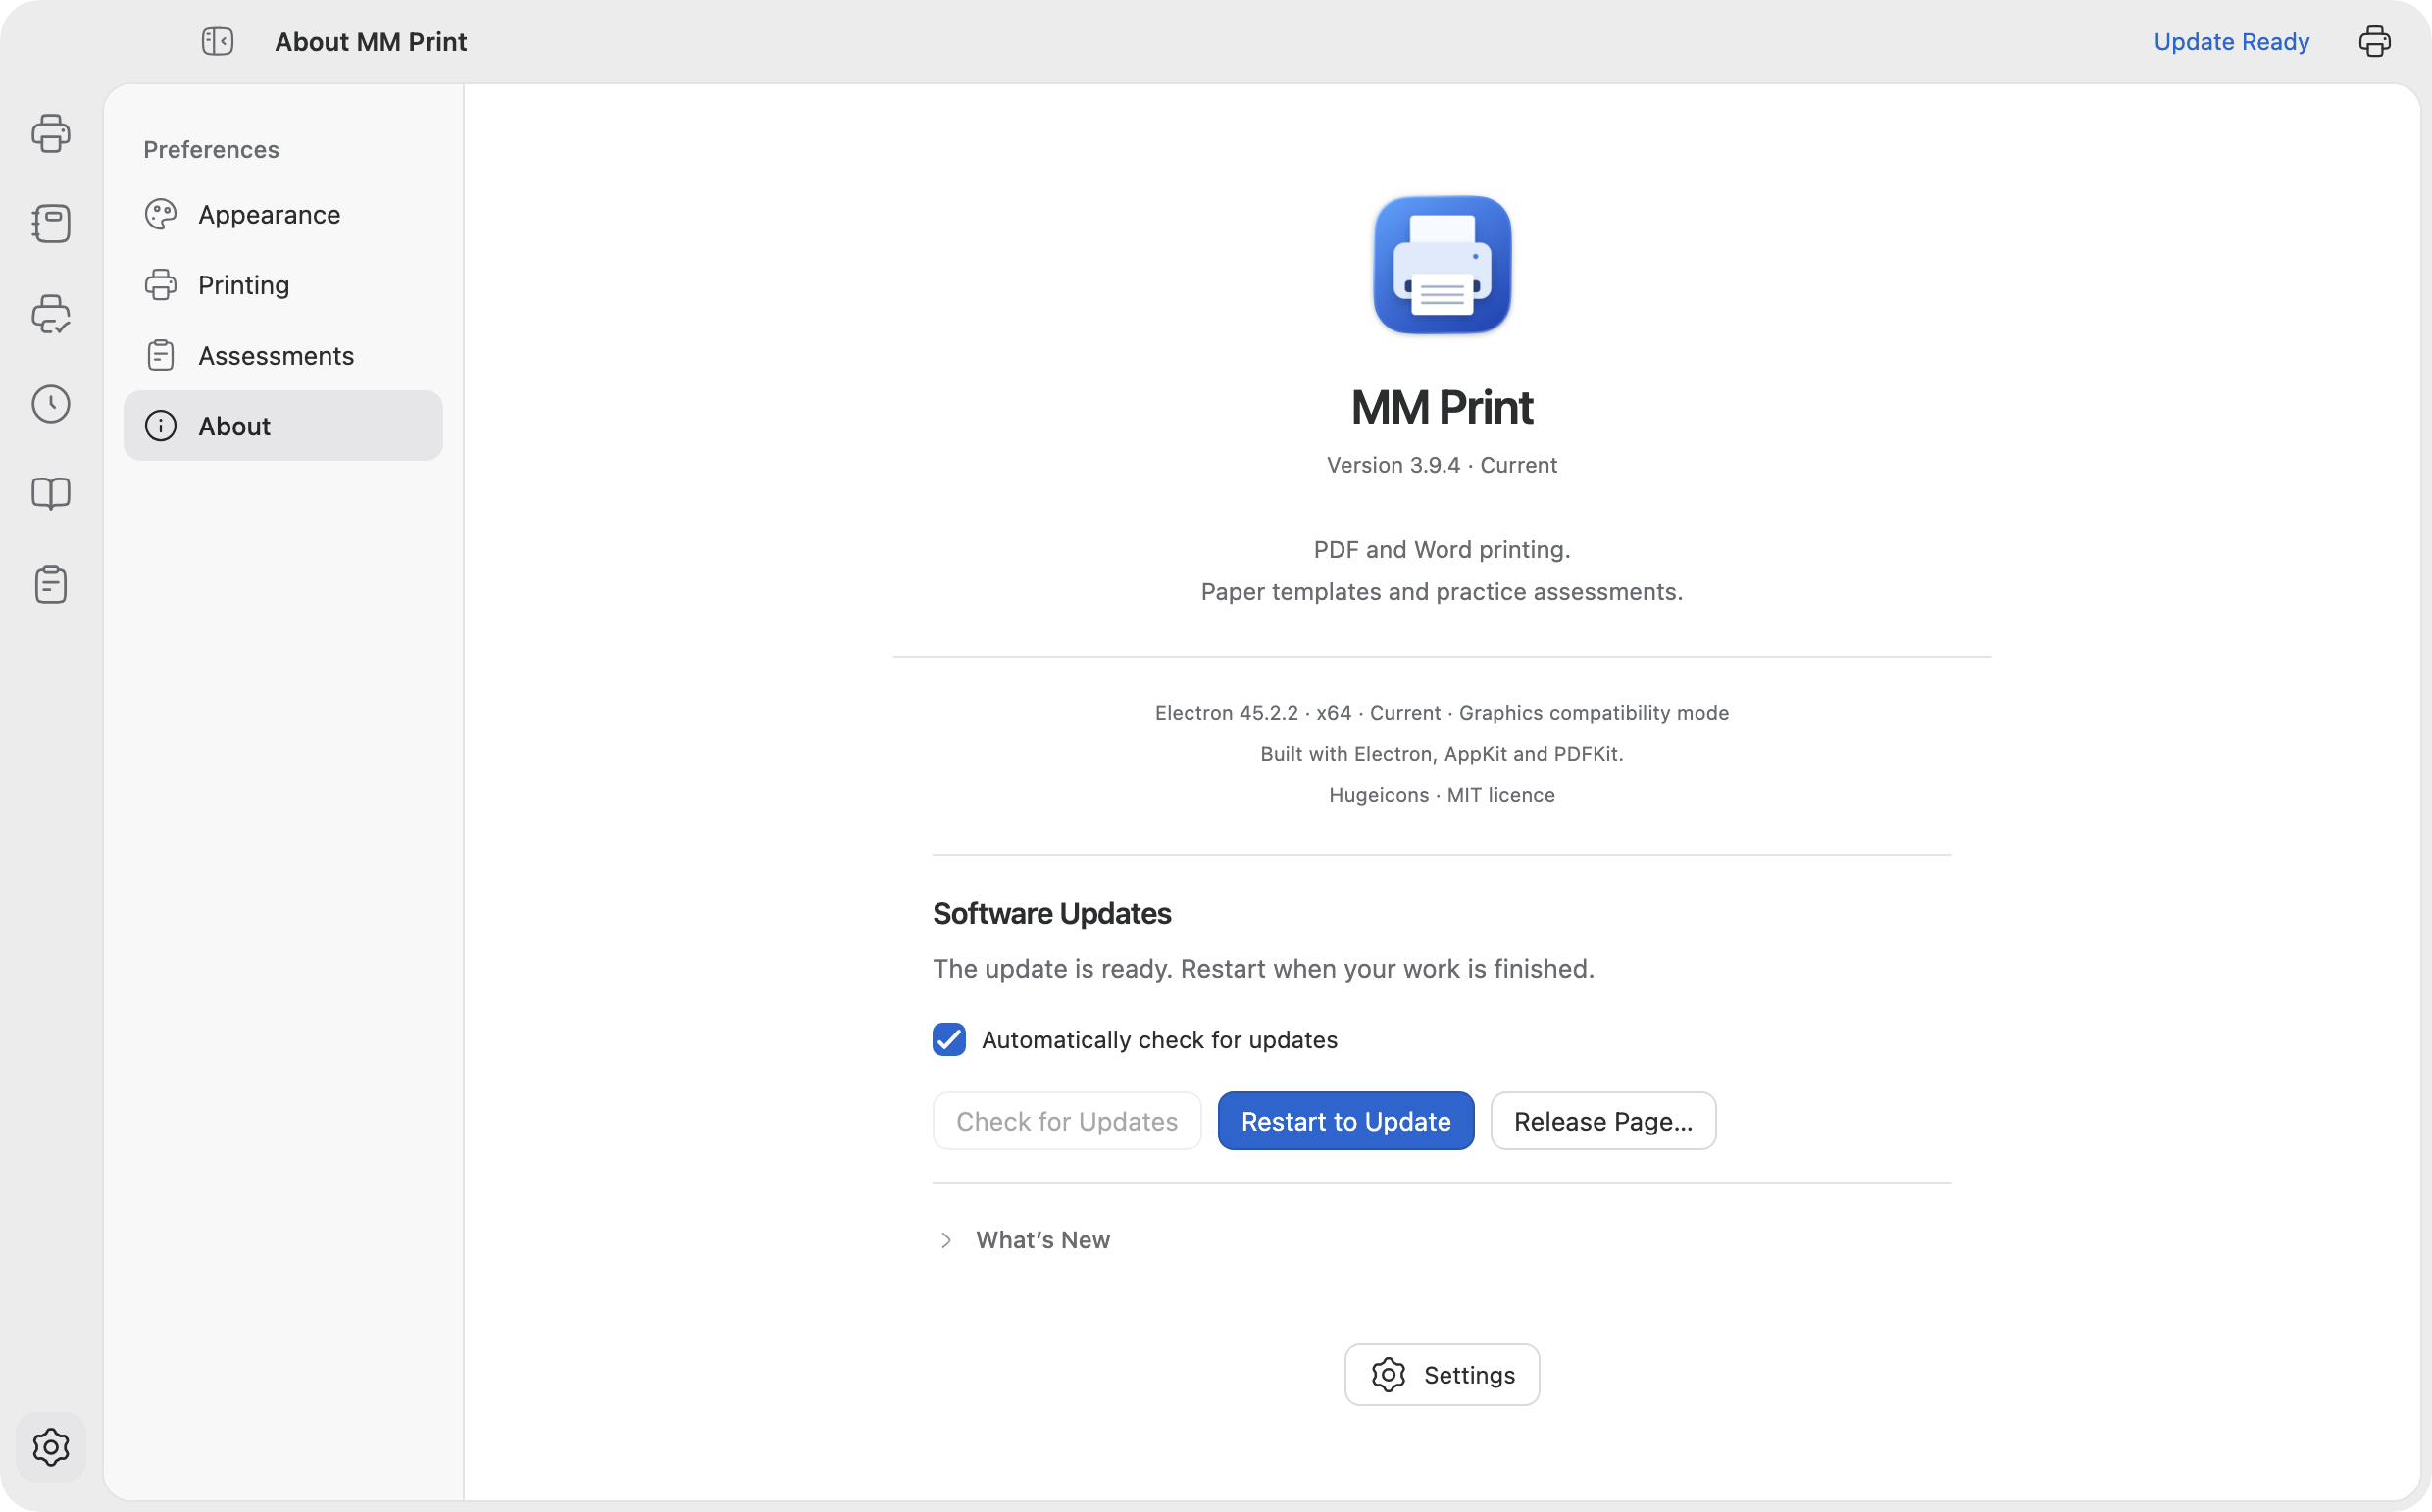 About MM Print
Update Ready
Preferences
Appearance
Printing
Assessments
About
MM Print
Version 3.9.4 · Current
PDF and Word printing.
Paper templates and practice assessments.
Electron 45.2.2 · x64 · Current · Graphics compatibility mode
Built with Electron, AppKit and PDFKit.
Hugeicons · MIT licence
Software Updates
The update is ready. Restart when your work is finished.
Automatically check for updates
Check for Updates
Restart to Update
Release Page...
What’s New
Settings